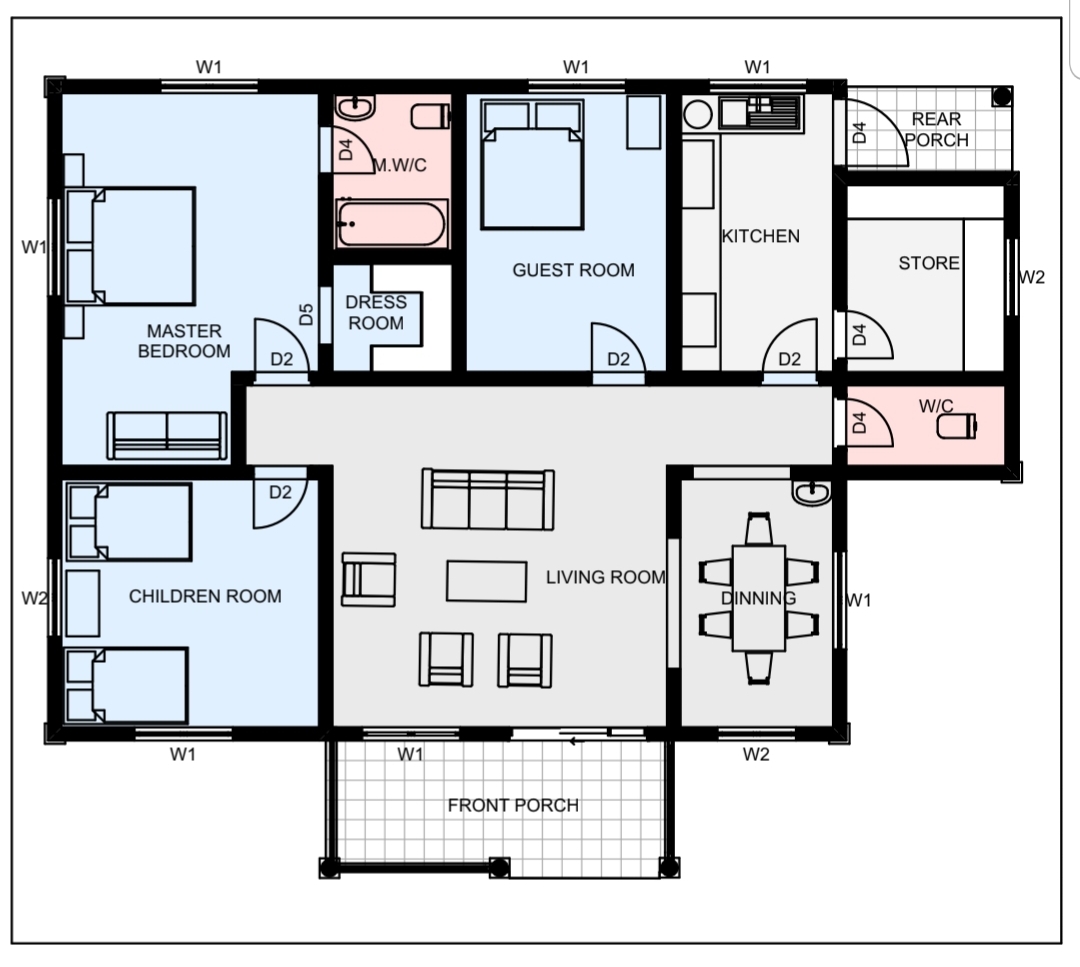 W1
W1
W1
D4
REAR
PORCH
D4
M.W/C
W1
KITCHEN
STORE
W2
GUEST ROOM
DRESS
ROOM
D5
MASTER
BEDROOM
D2
D2
D2
D4
W/C
D4
D2
LIVING ROOM
CHILDREN ROOM
W2
DINNING
W1
W1
W1
W2
FRONT PORCH